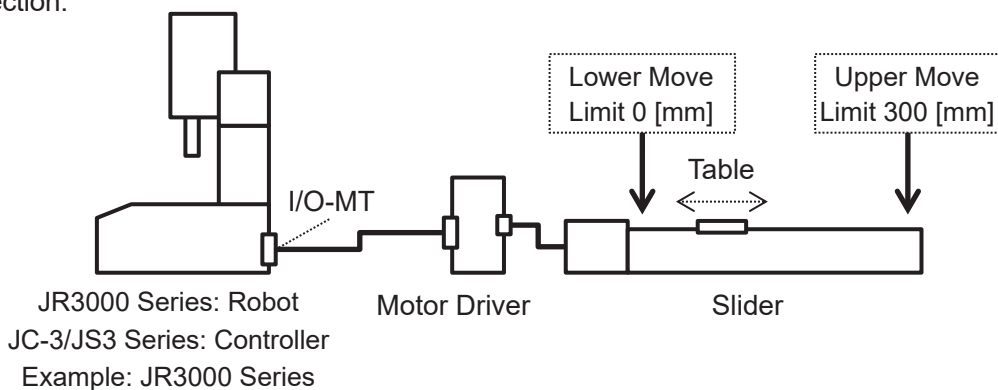 Lower Move
Limit 0 [mm]
Upper Move
Limit 300 [mm]
Table
I/O-MT
JR3000 Series: Robot
JC-3/JS3 Series: Controller
Example: JR3000 Series
Motor Driver
Slider